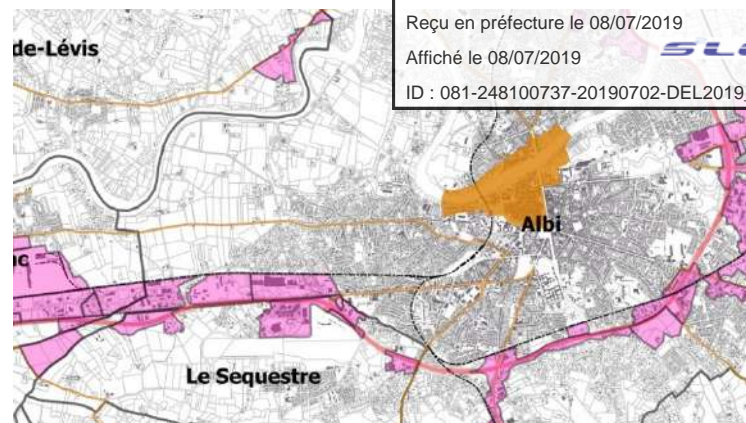 Reçu en préfecture le 08/07/2019
Affiché le 08/07/2019
ID : 081-248100737-20190702-DEL2019_
de-Lévis
Albi
Le Sequestre